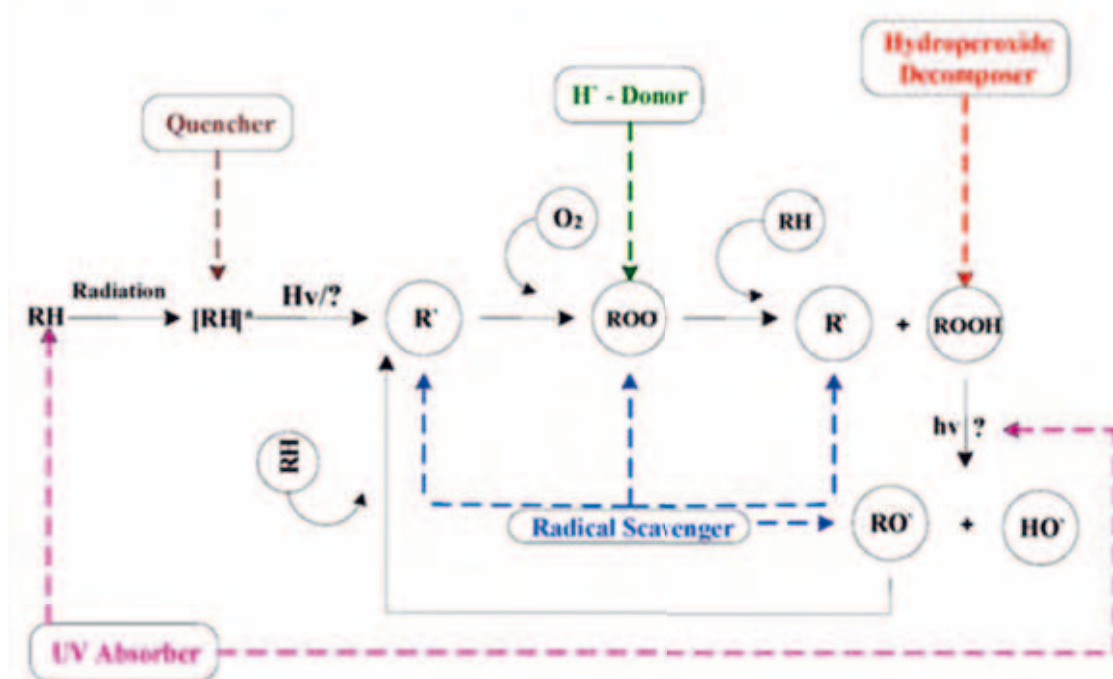 Hydroperoxide
Decomposer
H` - Donor
Quencher
O₂
RH
Radiation
Hv/?
RH
[RH]*
R`
ROO
R`
+
ROOH
hv ?
RH
Radical Scavenger
RO`
+
HO`
UV Absorber